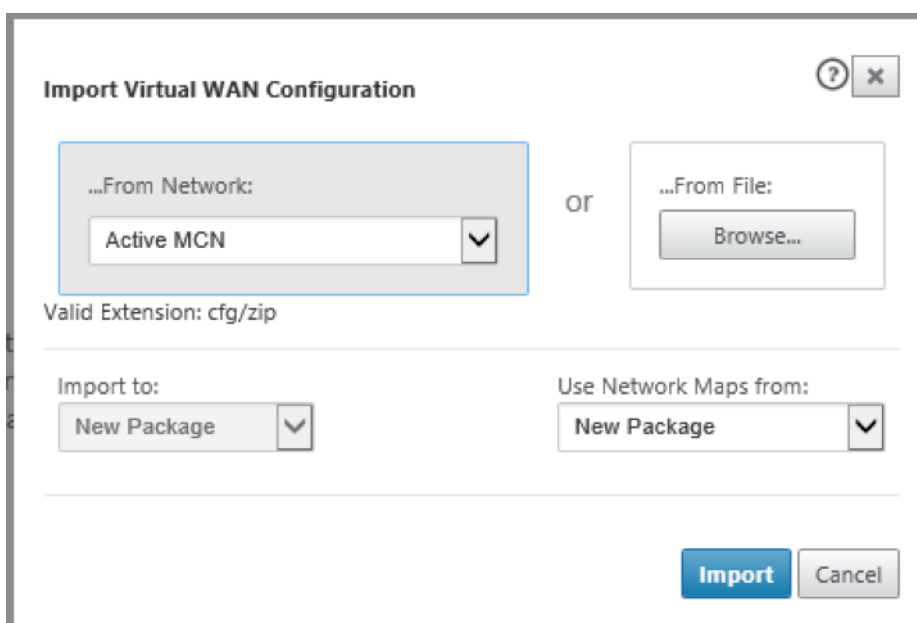 Import Virtual WAN Configuration
?
...From Network:
Active MCN
or
...From File:
Browse...
Valid Extension: cfg/zip
Import to:
New Package
Use Network Maps from:
New Package
Import
Cancel